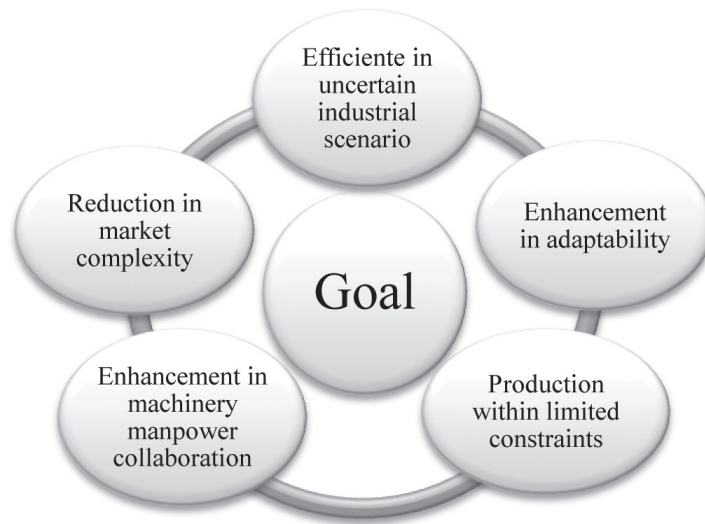 Efficiente in
uncertain
industrial
scenario
Reduction in
market
complexity
Enhancement
in adaptability
Goal
Enhancement in
machinery
manpower
collaboration
Production
within limited
constraints